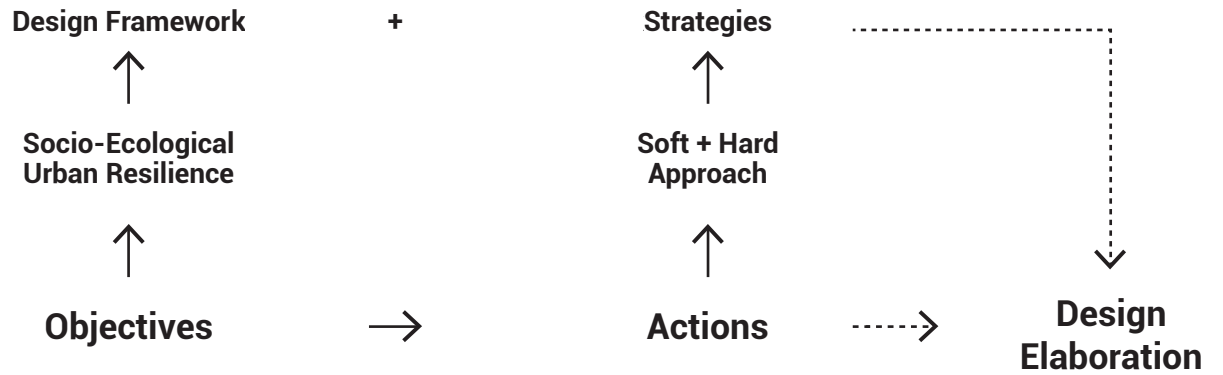 Design Framework + Strategies
Socio-Ecological
Urban Resilience
Soft + Hard
Approach
Objectives
Actions
Design
Elaboration